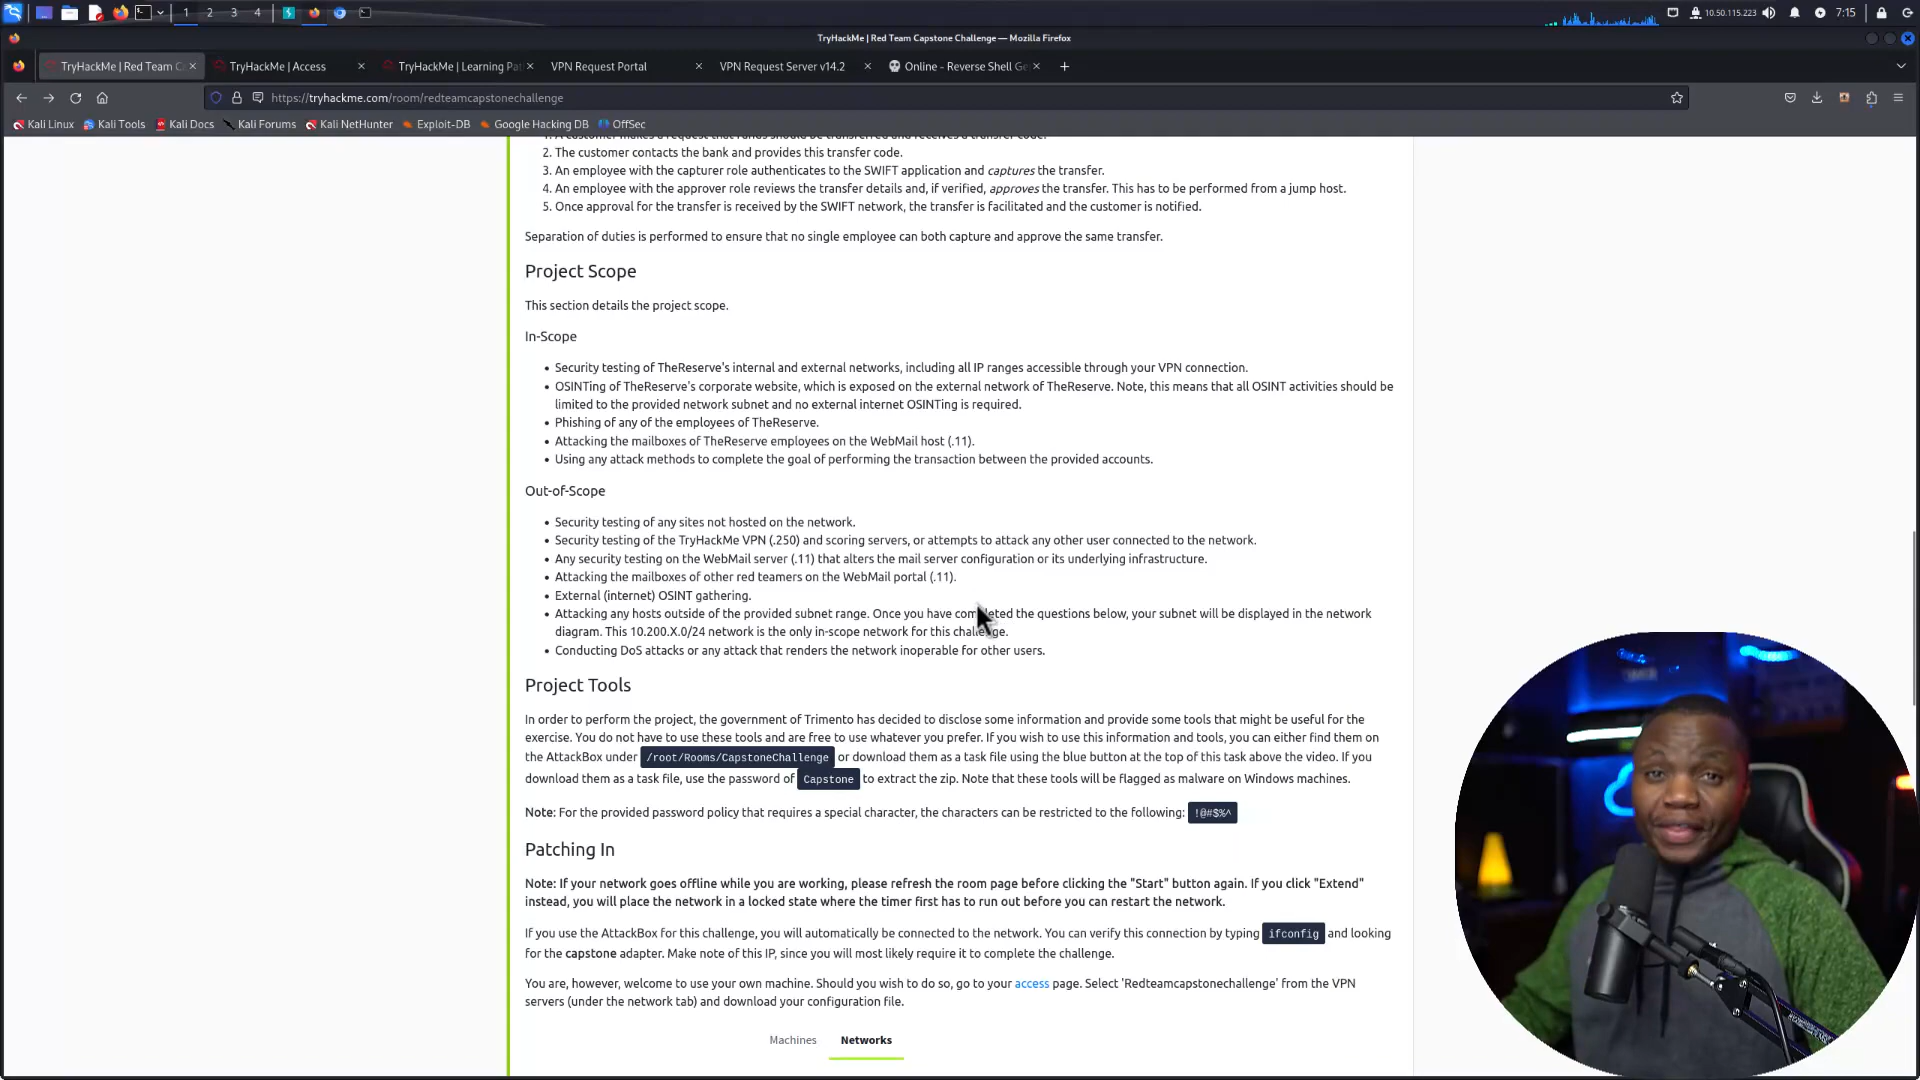 1 2 3 4 10.50.115.223 7:15
TryHackMe | Red Team Capstone Challenge — Mozilla Firefox
TryHackMe | Red Team C TryHackMe | Access TryHackMe | Learning Pat VPN Request Portal VPN Request Server v14.2 Online - Reverse Shell Ge
https://tryhackme.com/room/redteamcapstonechallenge
Kali Linux Kali Tools Kali Docs Kali Forums Kali NetHunter Exploit-DB Google Hacking DB OffSec
1. A customer makes a request that funds should be transferred and receives a transfer code.
2. The customer contacts the bank and provides this transfer code.
3. An employee with the capturer role authenticates to the SWIFT application and captures the transfer.
4. An employee with the approver role reviews the transfer details and, if verified, approves the transfer. This has to be performed from a jump host.
5. Once approval for the transfer is received by the SWIFT network, the transfer is facilitated and the customer is notified.
Separation of duties is performed to ensure that no single employee can both capture and approve the same transfer.
Project Scope
This section details the project scope.
In-Scope
• Security testing of TheReserve's internal and external networks, including all IP ranges accessible through your VPN connection.
• OSINTing of TheReserve's corporate website, which is exposed on the external network of TheReserve. Note, this means that all OSINT activities should be
limited to the provided network subnet and no external internet OSINTing is required.
• Phishing of any of the employees of TheReserve.
• Attacking the mailboxes of TheReserve employees on the WebMail host (.11).
• Using any attack methods to complete the goal of performing the transaction between the provided accounts.
Out-of-Scope
• Security testing of any sites not hosted on the network.
• Security testing of the TryHackMe VPN (.250) and scoring servers, or attempts to attack any other user connected to the network.
• Any security testing on the WebMail server (.11) that alters the mail server configuration or its underlying infrastructure.
• Attacking the mailboxes of other red teamers on the WebMail portal (.11).
• External (internet) OSINT gathering.
• Attacking any hosts outside of the provided subnet range. Once you have completed the questions below, your subnet will be displayed in the network
diagram. This 10.200.X.0/24 network is the only in-scope network for this challenge.
• Conducting DoS attacks or any attack that renders the network inoperable for other users.
Project Tools
In order to perform the project, the government of Trimento has decided to disclose some information and provide some tools that might be useful for the
exercise. You do not have to use these tools and are free to use whatever you prefer. If you wish to use this information and tools, you can either find them on
the AttackBox under /root/Rooms/CapstoneChallenge or download them as a task file using the blue button at the top of this task above the video. If you
download them as a task file, use the password of Capstone to extract the zip. Note that these tools will be flagged as malware on Windows machines.
Note: For the provided password policy that requires a special character, the characters can be restricted to the following: !@#$%^
Patching In
Note: If your network goes offline while you are working, please refresh the room page before clicking the "Start" button again. If you click "Extend"
instead, you will place the network in a locked state where the timer first has to run out before you can restart the network.
If you use the AttackBox for this challenge, you will automatically be connected to the network. You can verify this connection by typing ifconfig and looking
for the capstone adapter. Make note of this IP, since you will most likely require it to complete the challenge.
You are, however, welcome to use your own machine. Should you wish to do so, go to your access page. Select 'Redteamcapstonechallenge' from the VPN
servers (under the network tab) and download your configuration file.
Machines Networks